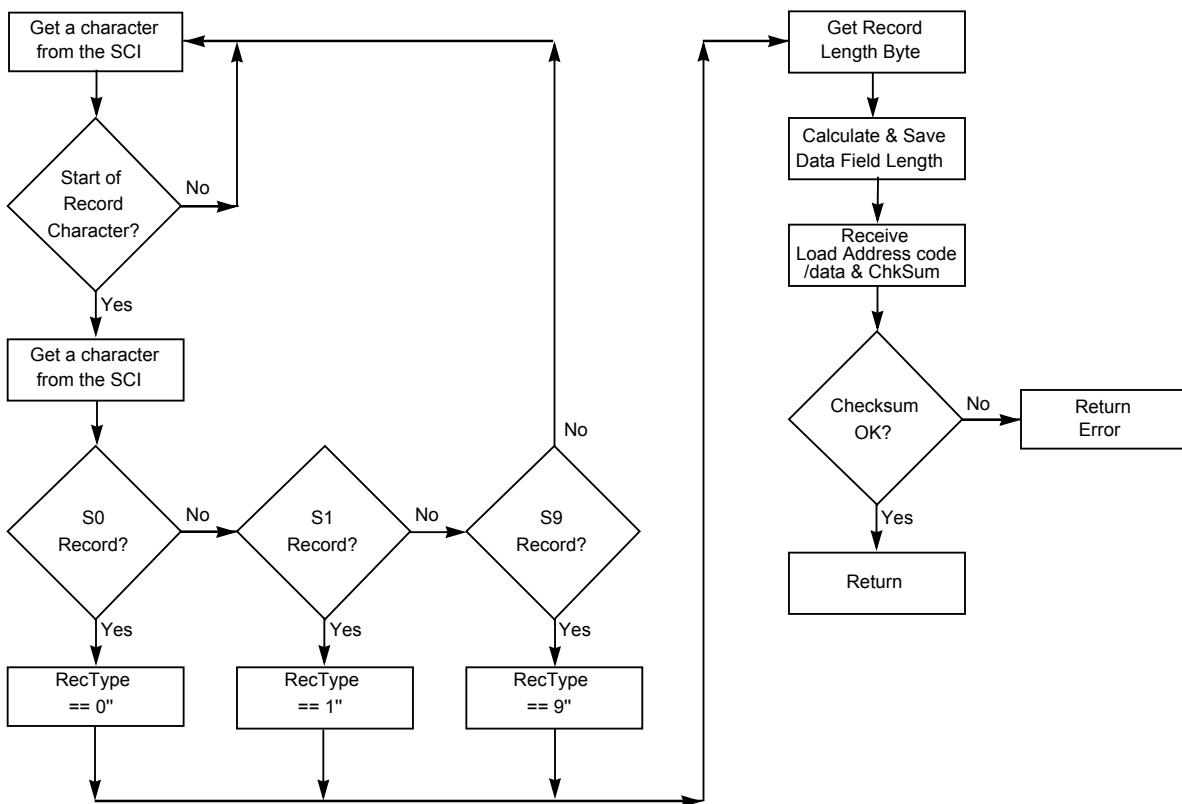 Get a character
from the SCI
Start of
Record
Character?
No
Yes
Get a character
from the SCI
S0
Record?
No
Yes
S1
Record?
No
Yes
S9
Record?
No
Yes
RecType
== 0"
RecType
== 1"
RecType
== 9"
Get Record
Length Byte
Calculate & Save
Data Field Length
Receive
Load Address code
/data & ChkSum
Checksum
OK?
No
Return
Error
Yes
Return